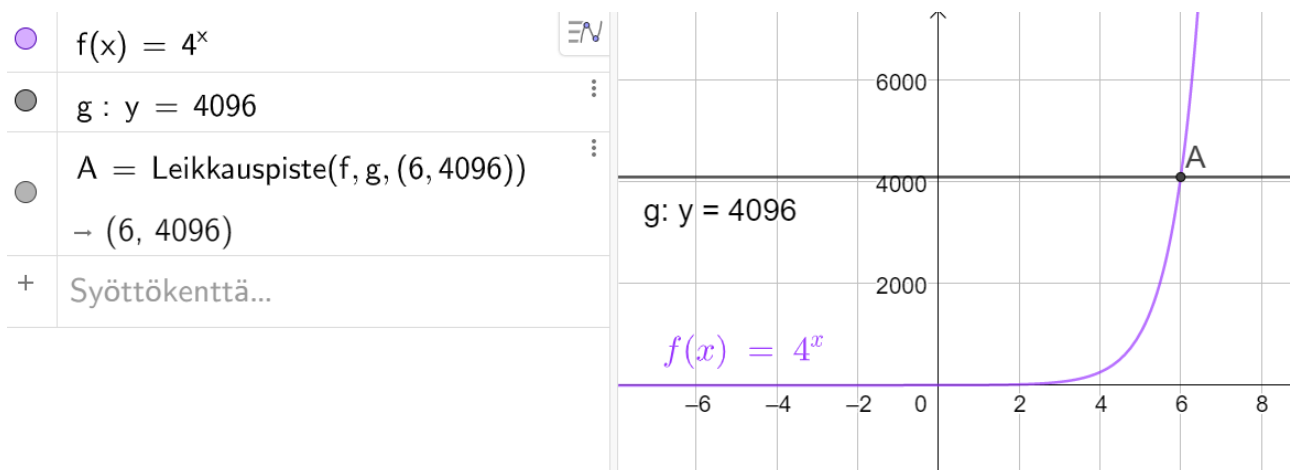 f(x) = 4ˣ
g : y = 4096
A = Leikkauspiste(f, g, (6, 4096))
→ (6, 4096)
+ Syöttökenttä...
6000
A
4000
g: y = 4096
2000
f(x) = 4ˣ
–6 –4 –2 0 2 4 6 8